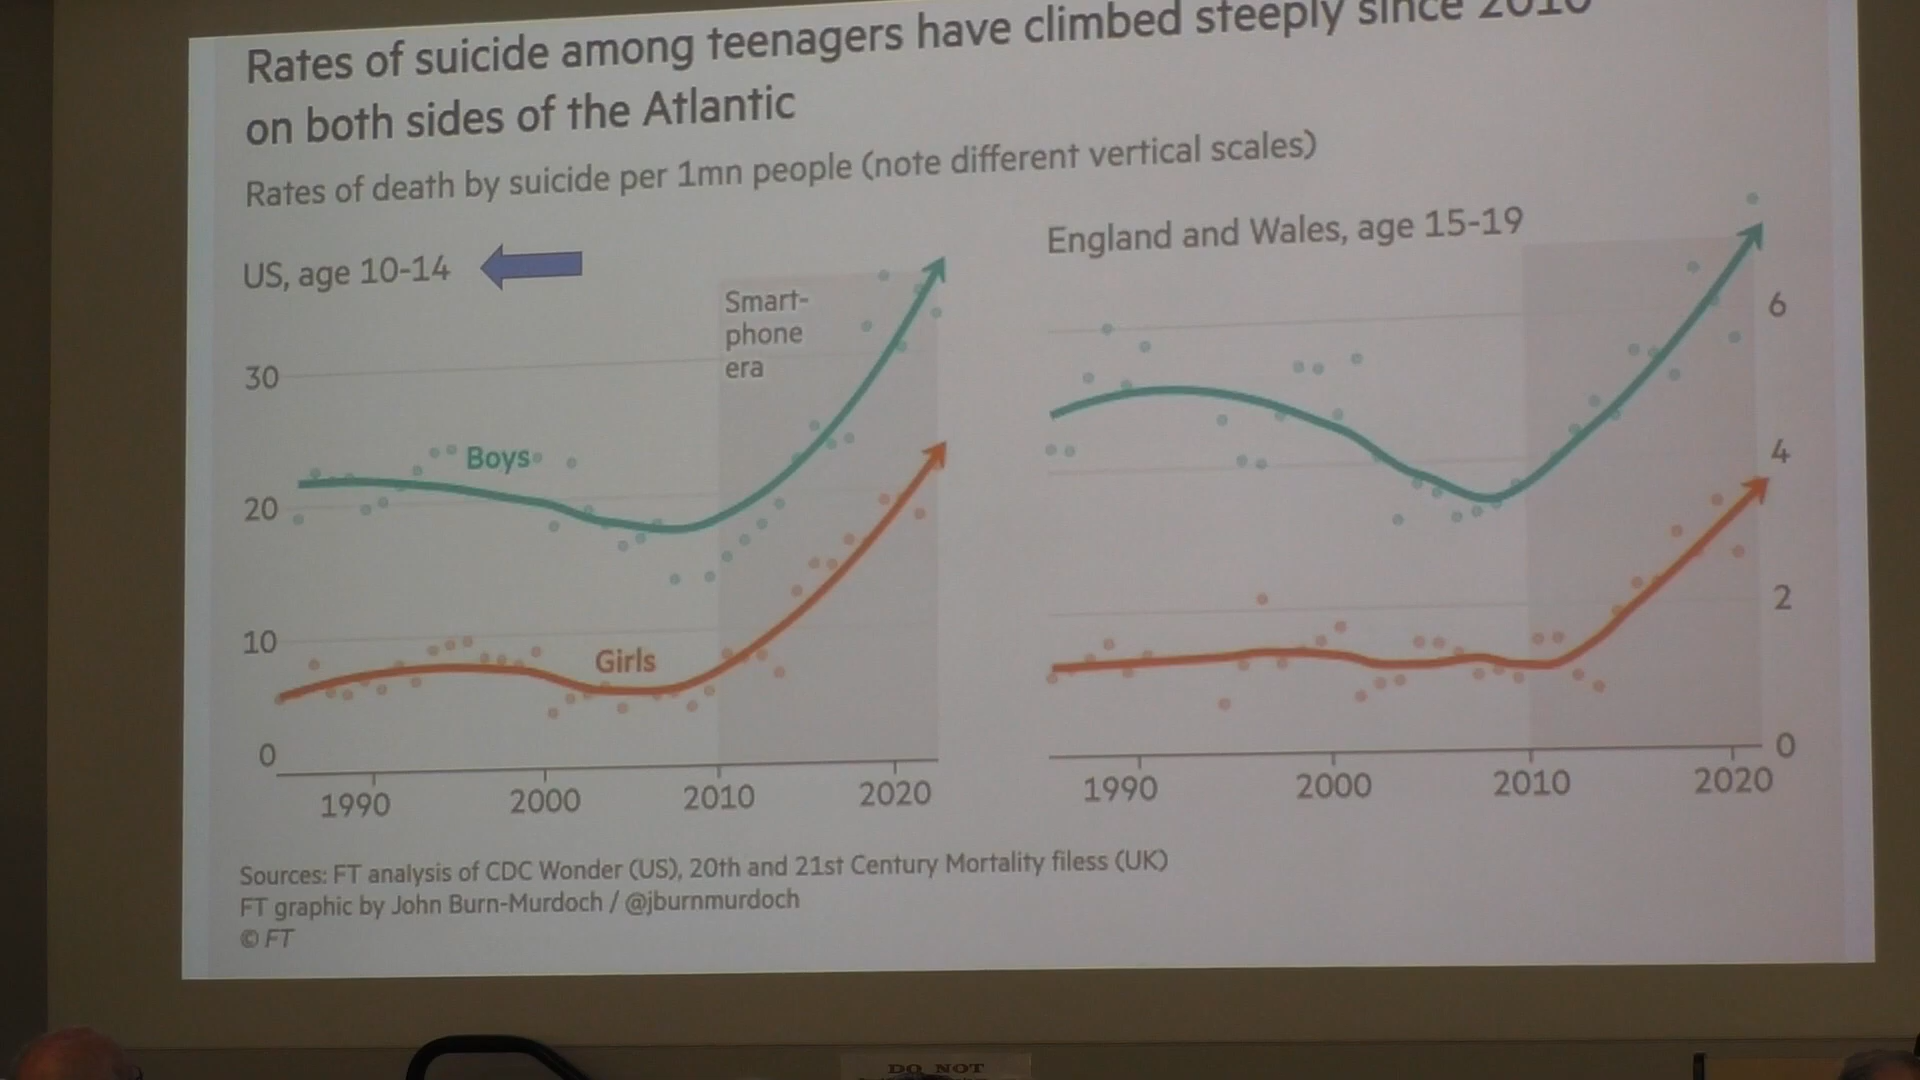 Rates of suicide among teenagers have climbed steeply since 2010
on both sides of the Atlantic
Rates of death by suicide per 1mn people (note different vertical scales)
US, age 10-14
England and Wales, age 15-19
Smart-
phone
era
30
20
10
0
Boys
Girls
1990 2000 2010 2020
6
4
2
0
1990 2000 2010 2020
Sources: FT analysis of CDC Wonder (US), 20th and 21st Century Mortality filess (UK)
FT graphic by John Burn-Murdoch / @jburnmurdoch
© FT
DO NOT